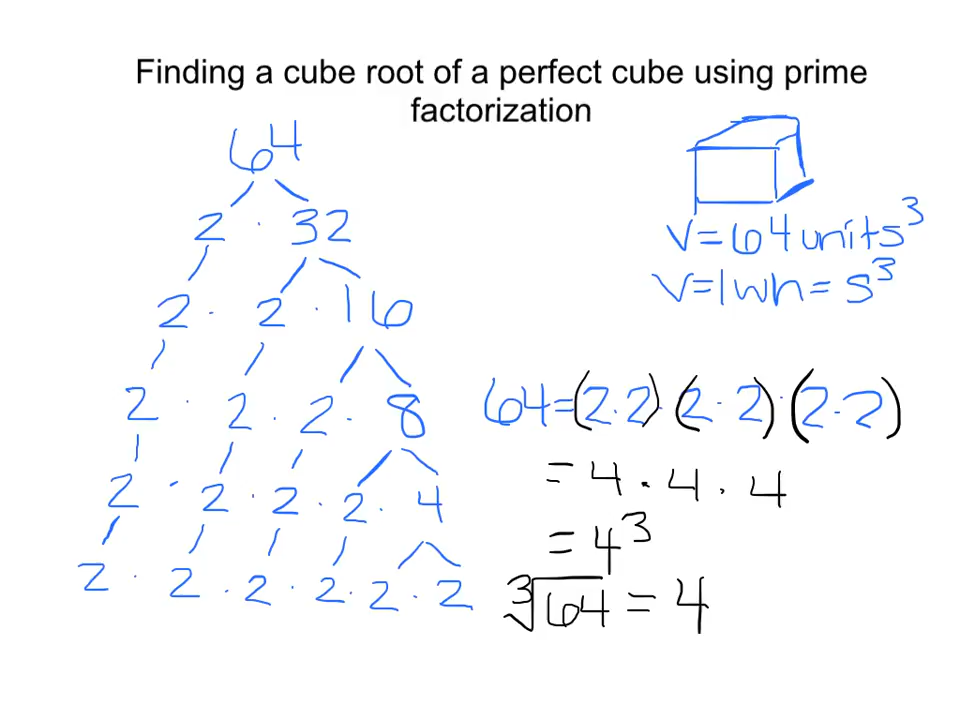 Finding a cube root of a perfect cube using prime
factorization
64
2 · 32
2 · 2 · 16
2 · 2 · 2 · 8
2 · 2 · 2 · 2 · 4
2 · 2 · 2 · 2 · 2 · 2
V=64 units³
V=lwh=s³
64=(2·2)·(2·2)·(2·2)
=4·4·4
=4³
∛64=4